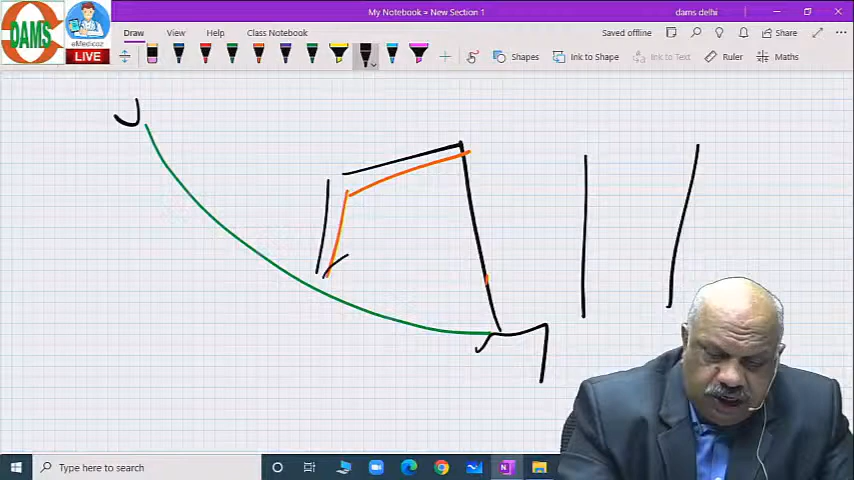 My Notebook – New Section 1
dams delhi
DAMS
eMedicoz
LIVE
Draw
View
Help
Class Notebook
Saved offline
Share
Shapes
Ink to Shape
Ink to Text
Ruler
Maths
Type here to search